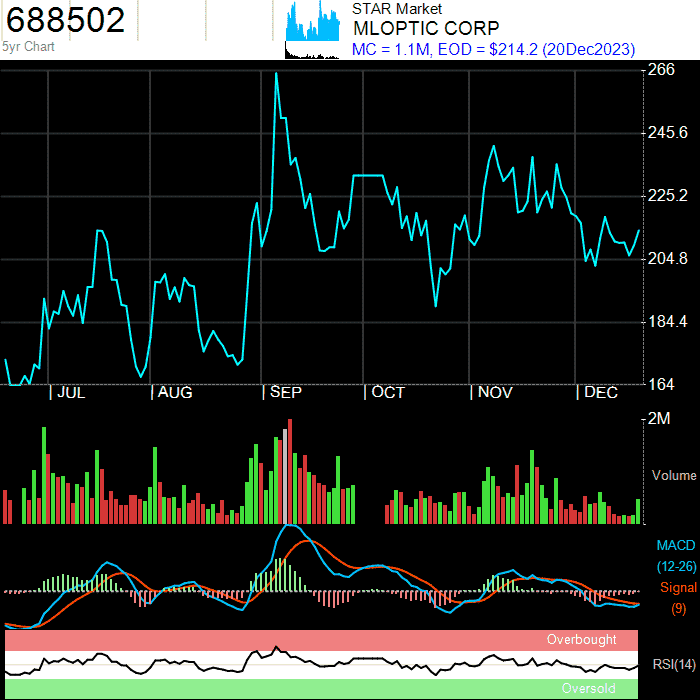 688502
5yr Chart
STAR Market
MLOPTIC CORP
MC = 1.1M, EOD = $214.2 (20Dec2023)
266
245.6
225.2
204.8
184.4
164
JUL
AUG
SEP
OCT
NOV
DEC
2M
Volume
MACD
(12-26)
Signal
(9)
Overbought
RSI(14)
Oversold